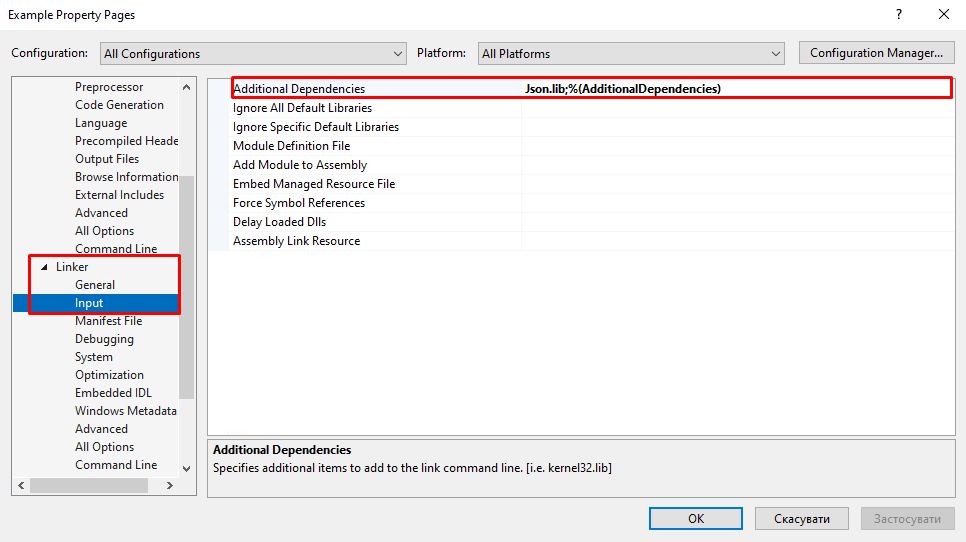 Example Property Pages
?
Configuration: All Configurations Platform: All Platforms Configuration Manager...
Preprocessor
Code Generation
Language
Precompiled Heade
Output Files
Browse Information
External Includes
Advanced
All Options
Command Line
Linker
General
Input
Manifest File
Debugging
System
Optimization
Embedded IDL
Windows Metadata
Advanced
All Options
Command Line
Additional Dependencies Json.lib;%(AdditionalDependencies)
Ignore All Default Libraries
Ignore Specific Default Libraries
Module Definition File
Add Module to Assembly
Embed Managed Resource File
Force Symbol References
Delay Loaded Dlls
Assembly Link Resource
Additional Dependencies
Specifies additional items to add to the link command line. [i.e. kernel32.lib]
OK Скасувати Застосувати